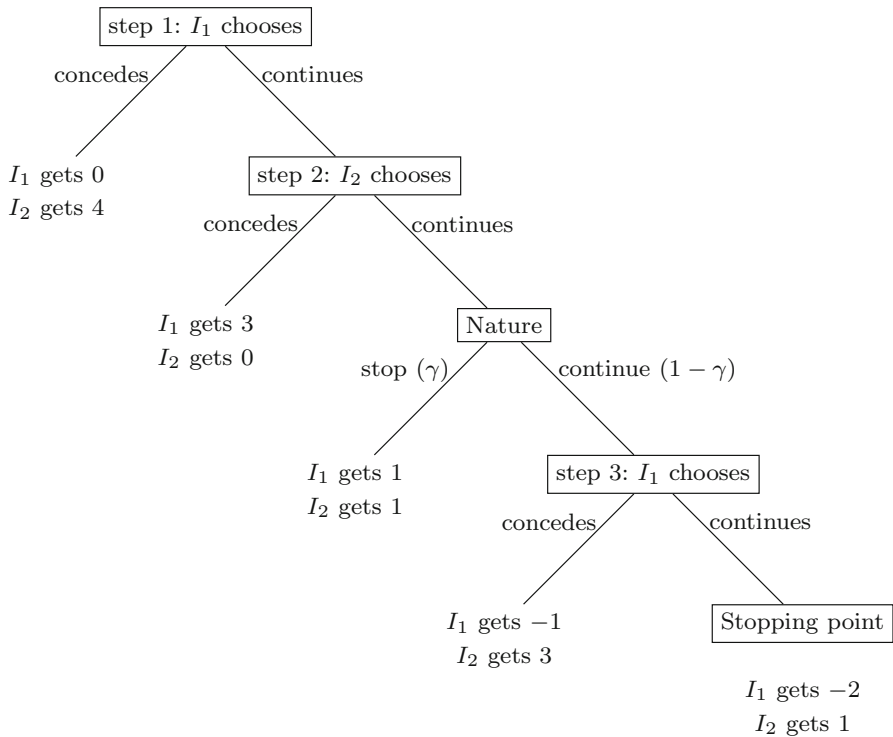 step 1: I₁ chooses
concedes
continues
I₁ gets 0
I₂ gets 4
step 2: I₂ chooses
concedes
continues
I₁ gets 3
I₂ gets 0
Nature
stop (γ)
continue (1 − γ)
I₁ gets 1
I₂ gets 1
step 3: I₁ chooses
concedes
continues
I₁ gets −1
I₂ gets 3
Stopping point
I₁ gets −2
I₂ gets 1